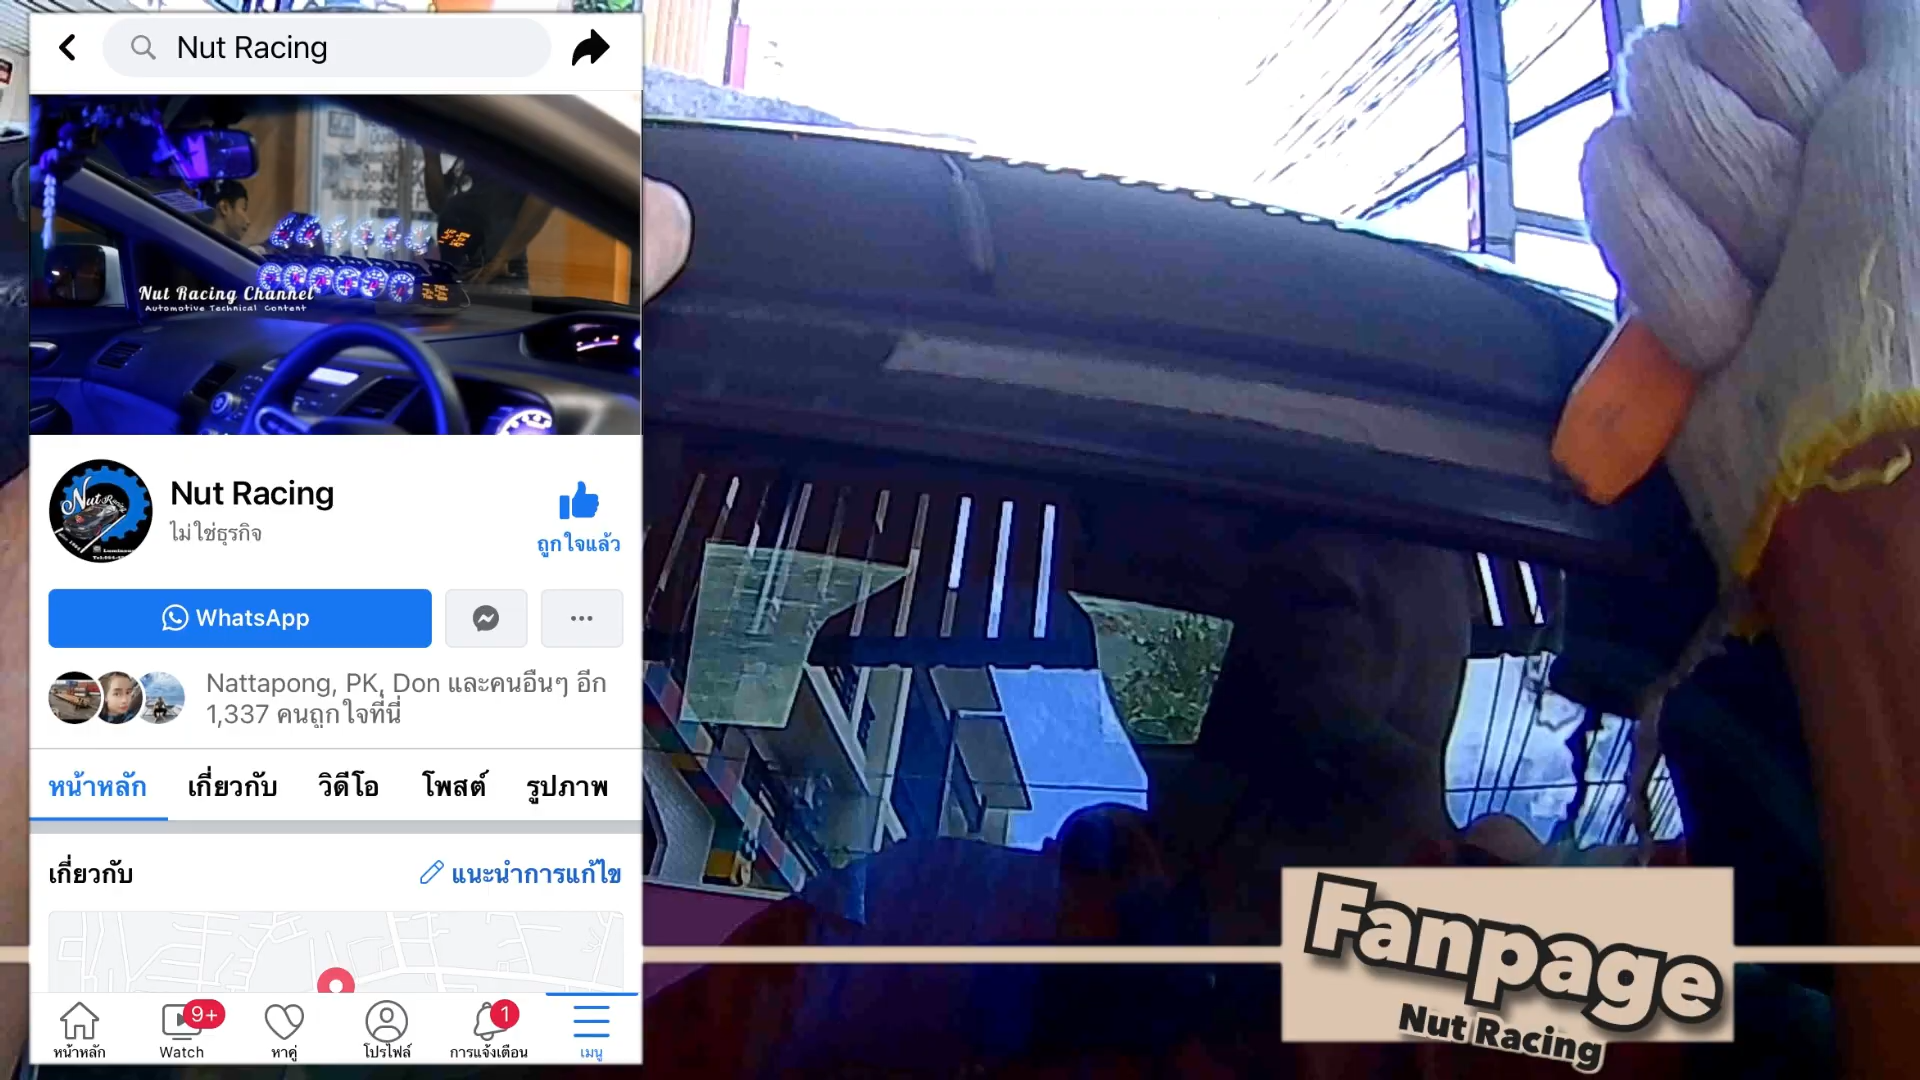 Nut Racing
Nut Racing Channel
Automotive Technical Content
Nut Racing
Nut Racing
ไม่ใช่ธุรกิจ
ถูกใจแล้ว
WhatsApp
Nattapong, PK, Don และคนอื่นๆ อีก
1,337 คนถูกใจที่นี่
หน้าหลัก เกี่ยวกับ วิดีโอ โพสต์ รูปภาพ
เกี่ยวกับ แนะนำการแก้ไข
9+ 1
หน้าหลัก Watch หาคู่ โปรไฟล์ การแจ้งเตือน เมนู
Fanpage
Nut Racing